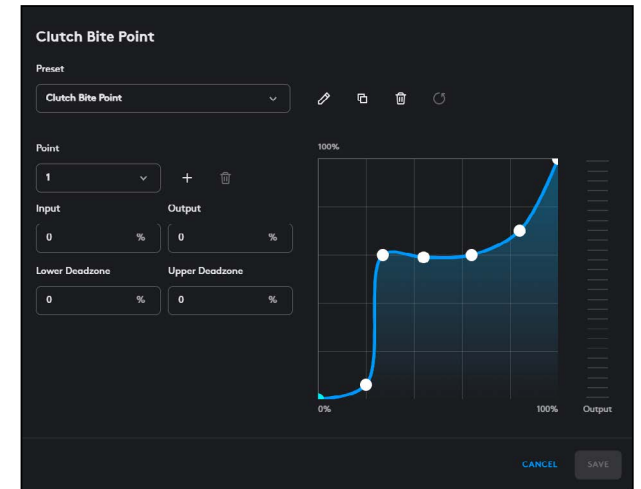 Clutch Bite Point
Preset
Clutch Bite Point
Point
1
Input Output
0 % 0 %
Lower Deadzone Upper Deadzone
0 % 0 %
100%
0% 100% Output
CANCEL SAVE